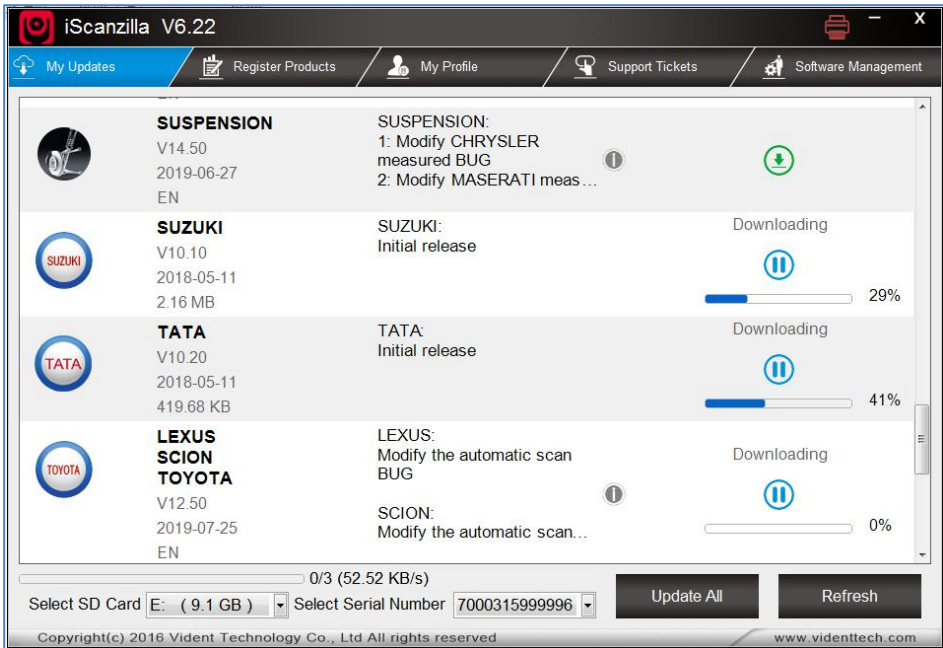 iScanzilla V6.22
X
My Updates
Register Products
My Profile
Support Tickets
Software Management
SUSPENSION
V14.50
2019-06-27
EN
SUSPENSION:
1: Modify CHRYSLER
measured BUG
2: Modify MASERATI meas...
SUZUKI
SUZUKI
V10.10
2018-05-11
2.16 MB
SUZUKI:
Initial release
Downloading
29%
TATA
TATA
V10.20
2018-05-11
419.68 KB
TATA:
Initial release
Downloading
41%
TOYOTA
LEXUS
SCION
TOYOTA
V12.50
2019-07-25
EN
LEXUS:
Modify the automatic scan
BUG
SCION:
Modify the automatic scan...
Downloading
0%
0/3 (52.52 KB/s)
Select SD Card E: ( 9.1 GB ) Select Serial Number 7000315999996
Update All
Refresh
Copyright(c) 2016 Vident Technology Co., Ltd All rights reserved
www.videnttech.com